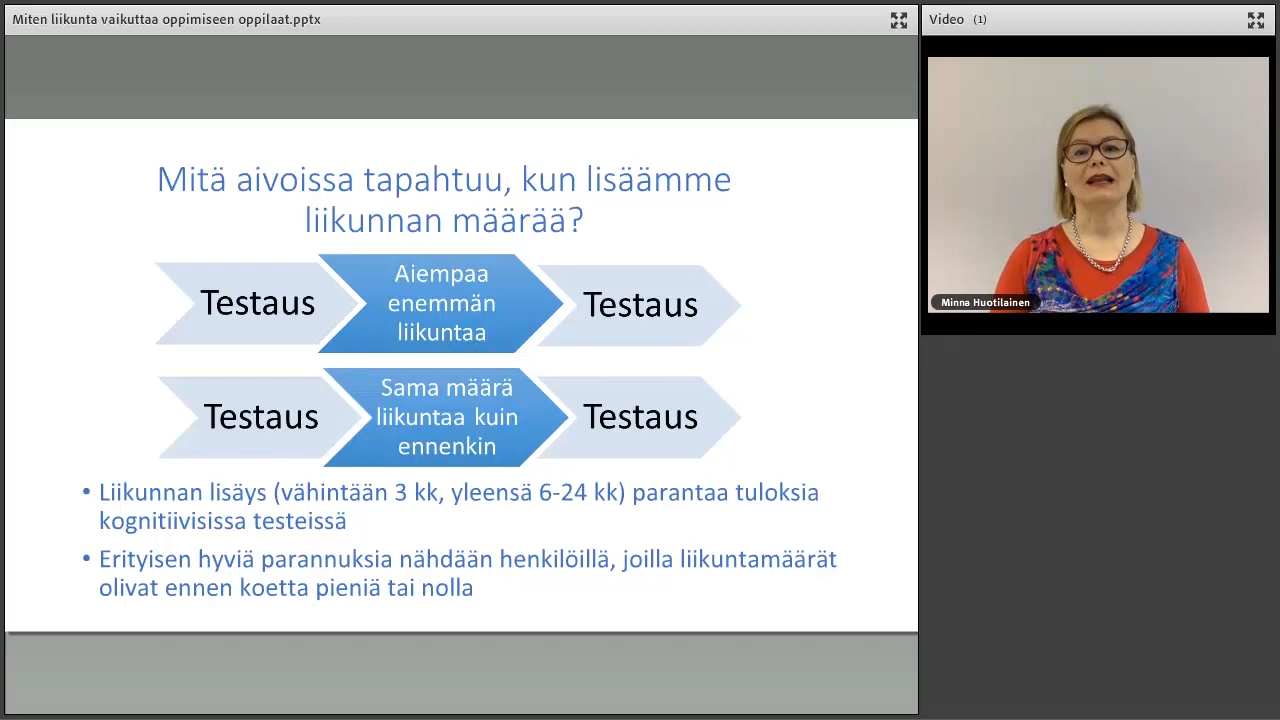 Miten liikunta vaikuttaa oppimiseen oppilaat.pptx
Video (1)
Mitä aivoissa tapahtuu, kun lisäämme
liikunnan määrää?
Testaus
Aiempaa
enemmän
liikuntaa
Testaus
Testaus
Sama määrä
liikuntaa kuin
ennenkin
Testaus
• Liikunnan lisäys (vähintään 3 kk, yleensä 6-24 kk) parantaa tuloksia
kognitiivisissa testeissä
• Erityisen hyviä parannuksia nähdään henkilöillä, joilla liikuntamäärät
olivat ennen koetta pieniä tai nolla
Minna Huotilainen